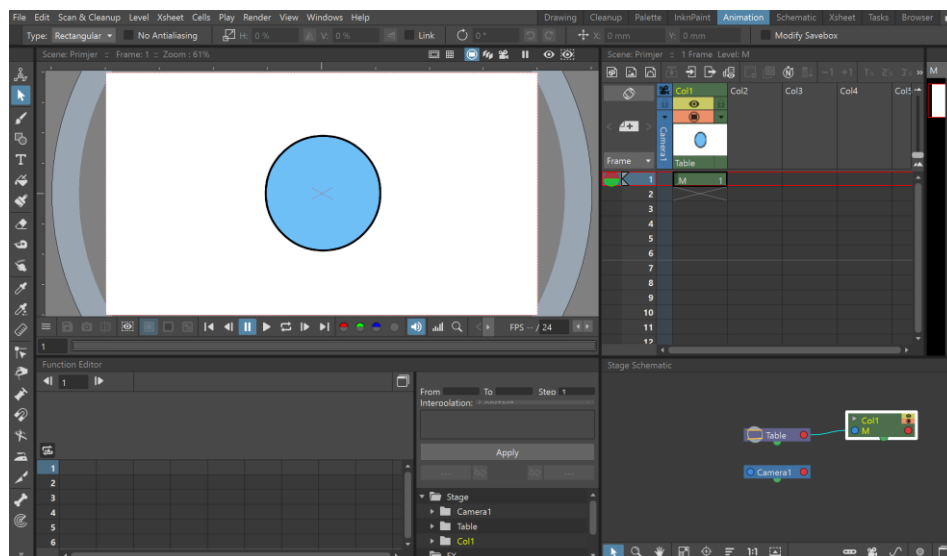 File Edit Scan & Cleanup Level Xsheet Cells Play Render View Windows Help Drawing Cleanup Palette InknPaint Animation Schematic Xsheet Tasks Browser
Type: Rectangular No Antialiasing H: 0 % V: 0 % Link 0 ° X: 0 mm Y: 0 mm Modify Savebox
Scene: Primjer :: Frame: 1 :: Zoom : 61%
Scene: Primjer :: 1 Frame Level: M
-1 +1 M
Col1 Col2 Col3 Col4 Col5
Camera1
Frame Table
1 M 1
2
3
4
5
6
7
8
9
10
11
12
FPS -- / 24
1
Function Editor
1
From To Step 1
Interpolation:
Apply
1
2
3
4
5
6
Stage
Camera1
Table
Col1
FX
Stage Schematic
Table
Col1
M
Camera1
1:1